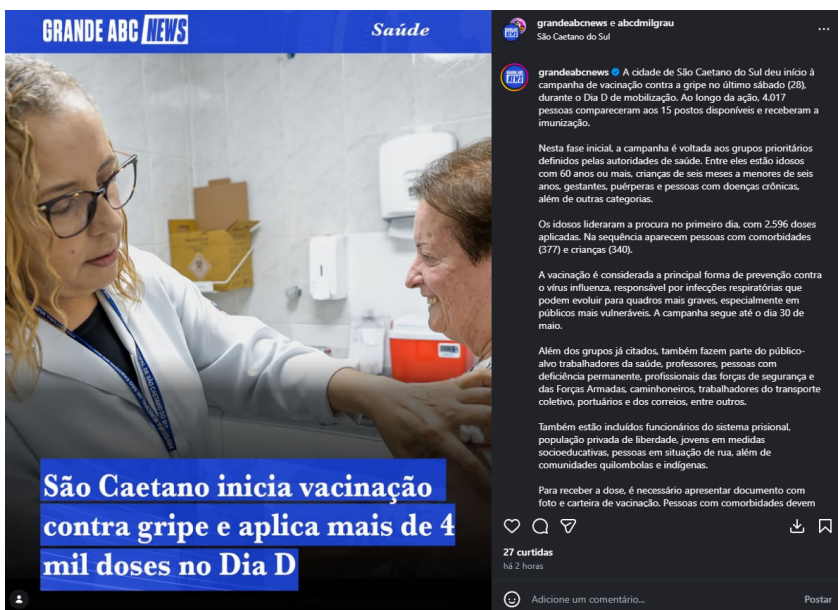 GRANDE ABC NEWS
Saúde
São Caetano inicia vacinação
contra gripe e aplica mais de 4
mil doses no Dia D
grandeabcnews e abcdmilgrau
São Caetano do Sul
grandeabcnews A cidade de São Caetano do Sul deu início à
campanha de vacinação contra a gripe no último sábado (28),
durante o Dia D de mobilização. Ao longo da ação, 4.017
pessoas compareceram aos 15 postos disponíveis e receberam a
imunização.
Nesta fase inicial, a campanha é voltada aos grupos prioritários
definidos pelas autoridades de saúde. Entre eles estão idosos
com 60 anos ou mais, crianças de seis meses a menores de seis
anos, gestantes, puérperas e pessoas com doenças crônicas,
além de outras categorias.
Os idosos lideraram a procura no primeiro dia, com 2.596 doses
aplicadas. Na sequência aparecem pessoas com comorbidades
(377) e crianças (340).
A vacinação é considerada a principal forma de prevenção contra
o vírus influenza, responsável por infecções respiratórias que
podem evoluir para quadros mais graves, especialmente em
públicos mais vulneráveis. A campanha segue até o dia 30 de
maio.
Além dos grupos já citados, também fazem parte do público-
alvo trabalhadores da saúde, professores, pessoas com
deficiência permanente, profissionais das forças de segurança e
das Forças Armadas, caminhoneiros, trabalhadores do transporte
coletivo, portuários e dos correios, entre outros.
Também estão incluídos funcionários do sistema prisional,
população privada de liberdade, jovens em medidas
socioeducativas, pessoas em situação de rua, além de
comunidades quilombolas e indígenas.
Para receber a dose, é necessário apresentar documento com
foto e carteira de vacinação. Pessoas com comorbidades devem
27 curtidas
há 2 horas
Adicione um comentário...
Postar